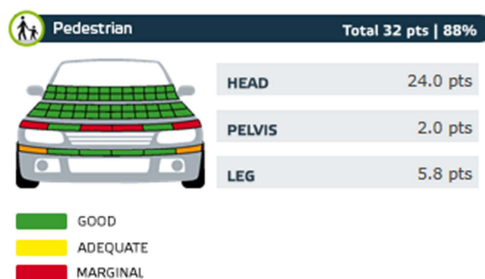 Pedestrian Total 32 pts | 88%
HEAD 24.0 pts
PELVIS 2.0 pts
LEG 5.8 pts
GOOD
ADEQUATE
MARGINAL